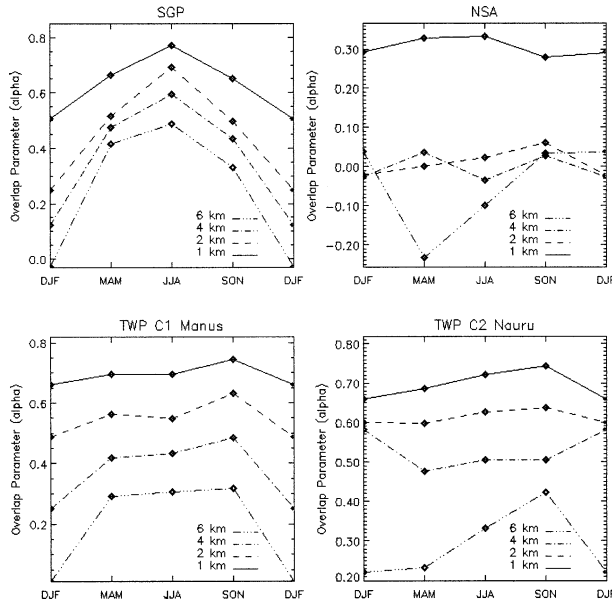 SGP
0.8
0.6
0.4
0.2
0.0
Overlap Parameter (alpha)
6 km
4 km
2 km
1 km
DJF MAM JJA SON DJF
NSA
0.30
0.20
0.10
0.00
-0.10
-0.20
Overlap Parameter (alpha)
6 km
4 km
2 km
1 km
DJF MAM JJA SON DJF
TWP C1 Manus
0.8
0.6
0.4
0.2
Overlap Parameter (alpha)
6 km
4 km
2 km
1 km
DJF MAM JJA SON DJF
TWP C2 Nauru
0.80
0.70
0.60
0.50
0.40
0.30
0.20
Overlap Parameter (alpha)
6 km
4 km
2 km
1 km
DJF MAM JJA SON DJF